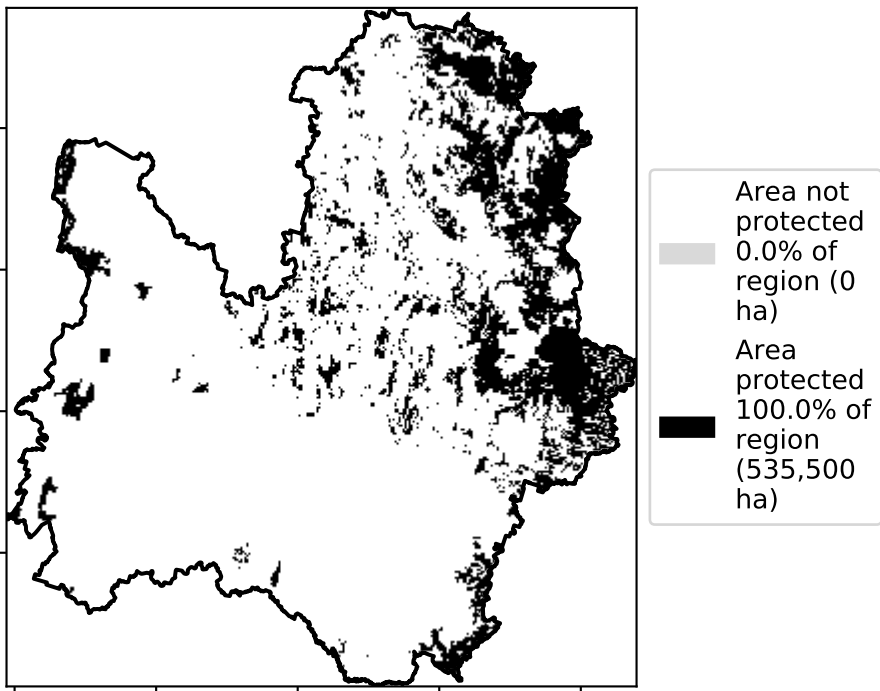 Area not
protected
0.0% of
region (0
ha)
Area
protected
100.0% of
region
(535,500
ha)